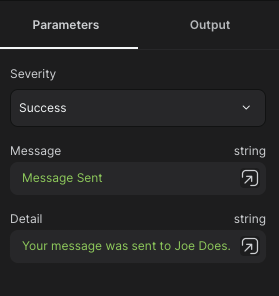 Parameters Output
Severity
Success
Message string
Message Sent
Detail string
Your message was sent to Joe Does.